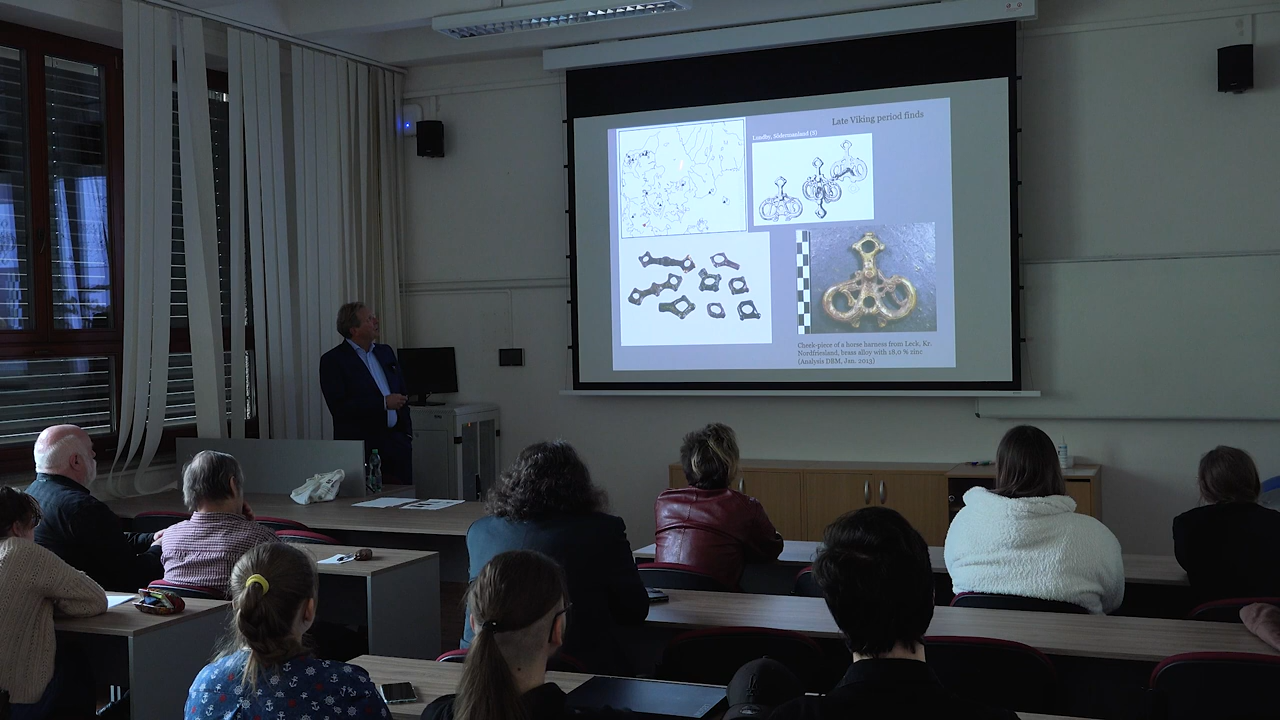 Late Viking period finds
Lundby, Södermanland (S)
Cheek-piece of a horse harness from Leck, Kr.
Nordfriesland, brass alloy with 18,0 % zinc
(Analysis DBM, Jan. 2013)